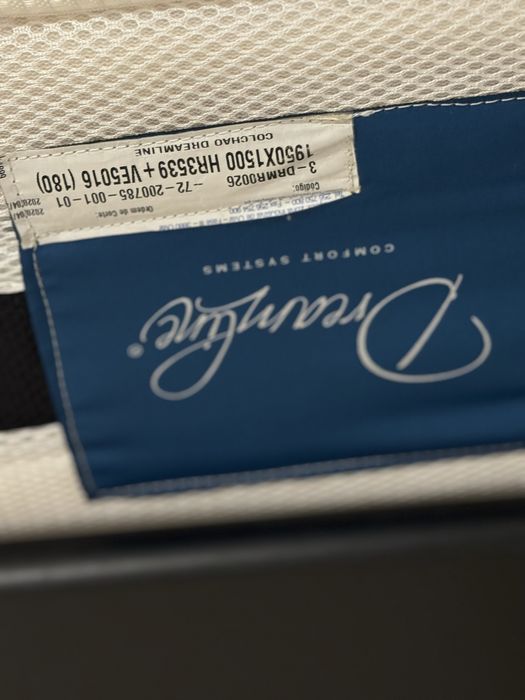 Dreamline®
COMFORT SYSTEMS
Código: Ordem de Corte:
3-DRMR0026 --72-200785-001-01
1950X1500 HR3539 + VE5016 (180)
COLCHAO DREAMLINE